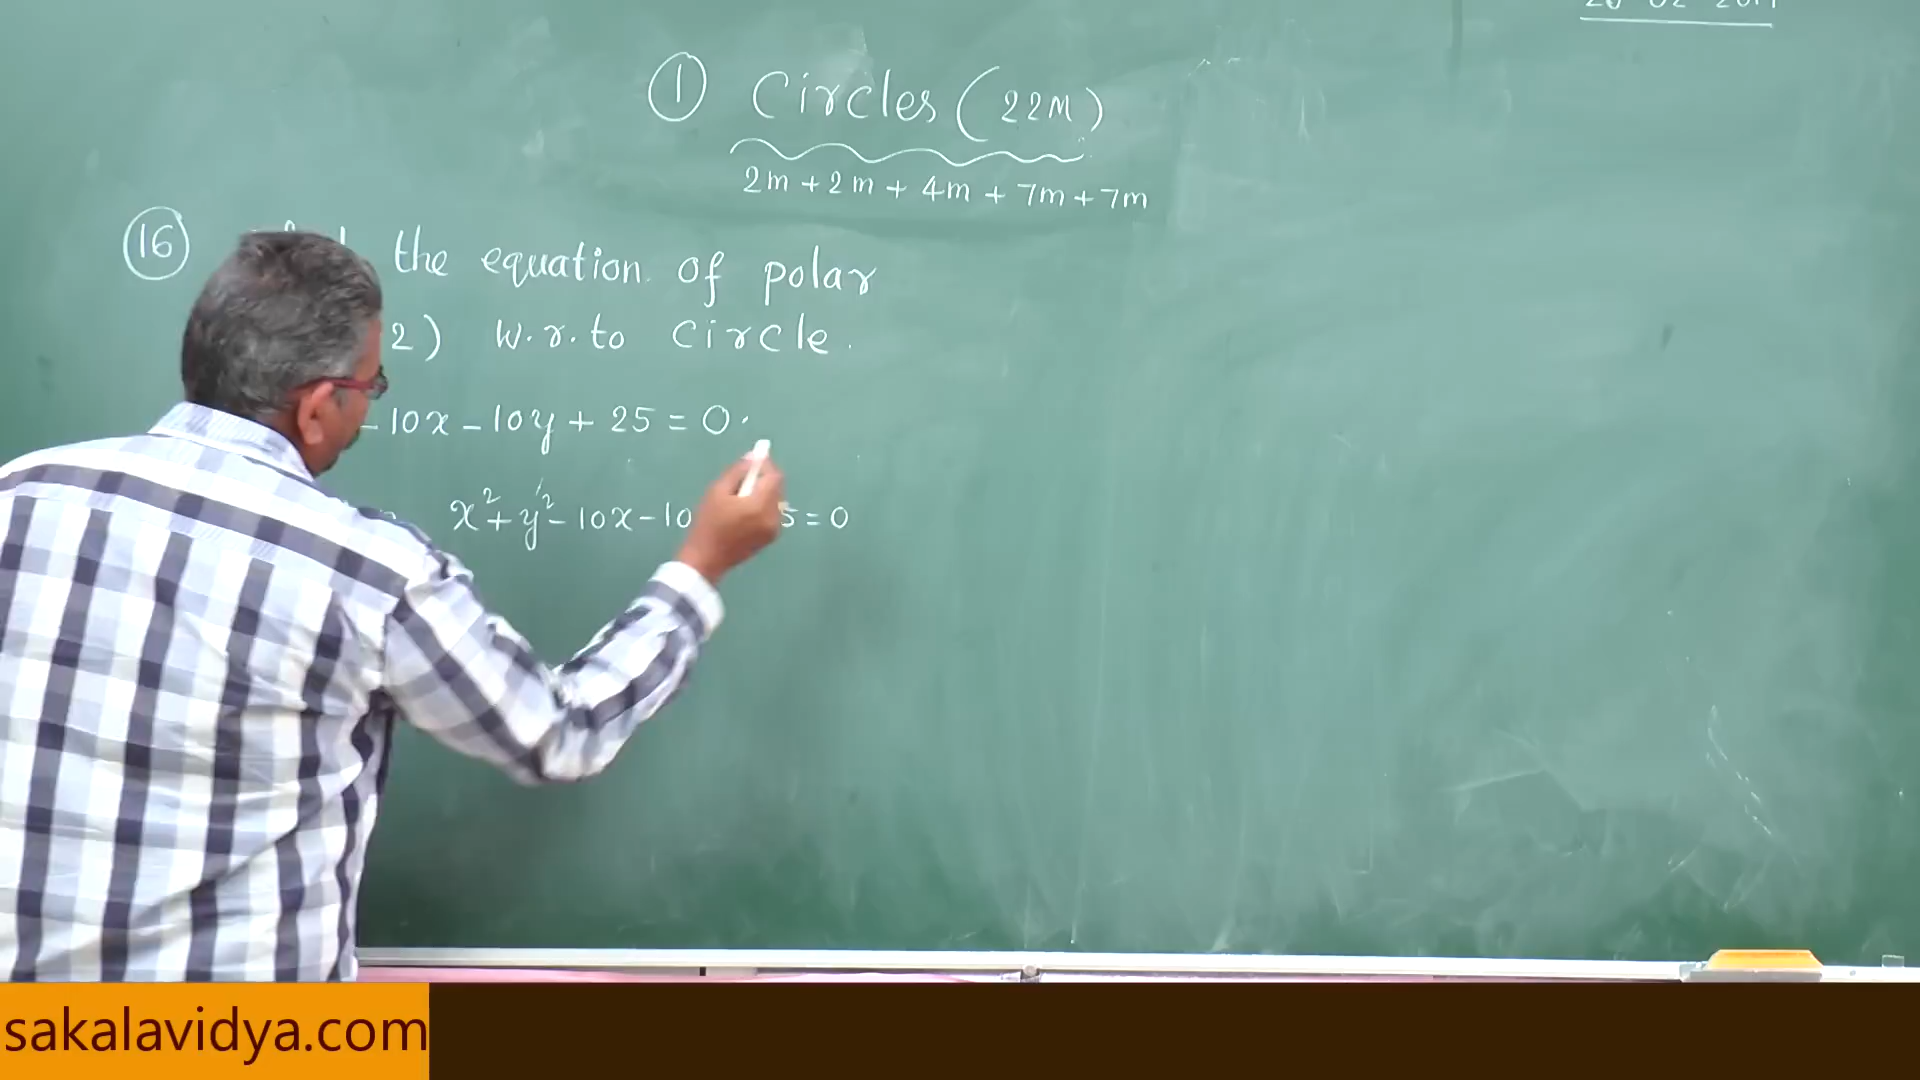 ① Circles (22M)
2m + 2m + 4m + 7m + 7m
⑯ the equation of polar
2) w.r.to circle.
- 10x - 10y + 25 = 0.
x² + y² - 10x - 10 5 = 0
sakalavidya.com